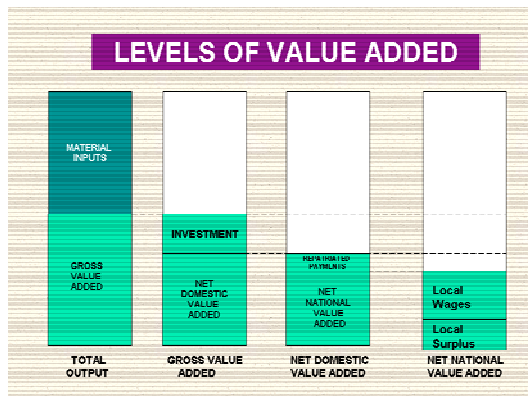 LEVELS OF VALUE ADDED
MATERIAL
INPUTS
GROSS
VALUE
ADDED
INVESTMENT
NET
DOMESTIC
VALUE
ADDED
REPATRIATED
PAYMENTS
NET
NATIONAL
VALUE
ADDED
Local
Wages
Local
Surplus
TOTAL
OUTPUT
GROSS VALUE
ADDED
NET DOMESTIC
VALUE ADDED
NET NATIONAL
VALUE ADDED